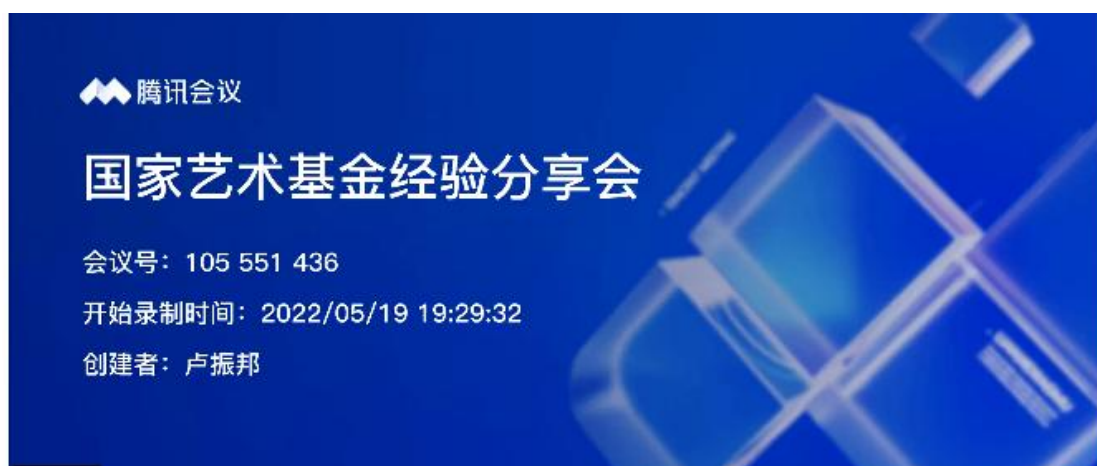 腾讯会议
国家艺术基金经验分享会
会议号：105 551 436
开始录制时间：2022/05/19 19:29:32
创建者：卢振邦